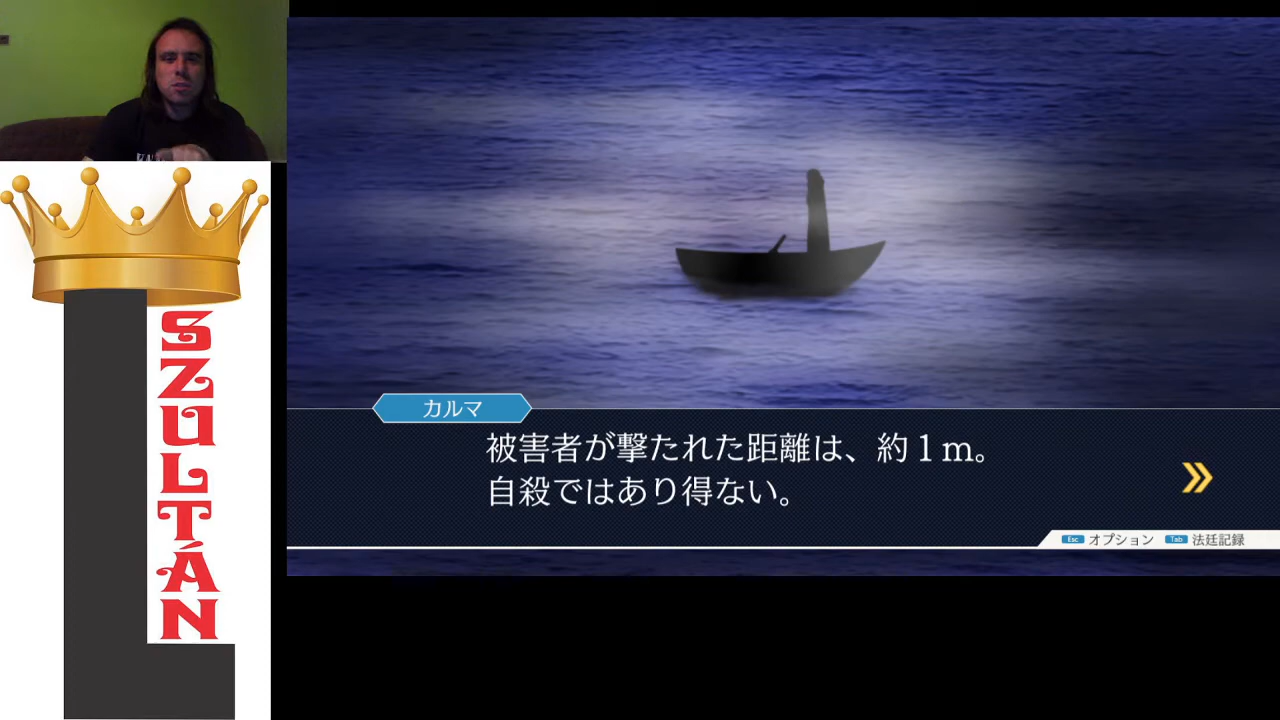 SZULTÁN
L
カルマ
被害者が撃たれた距離は、約１ｍ。
自殺ではあり得ない。
Esc オプション Tab 法廷記録